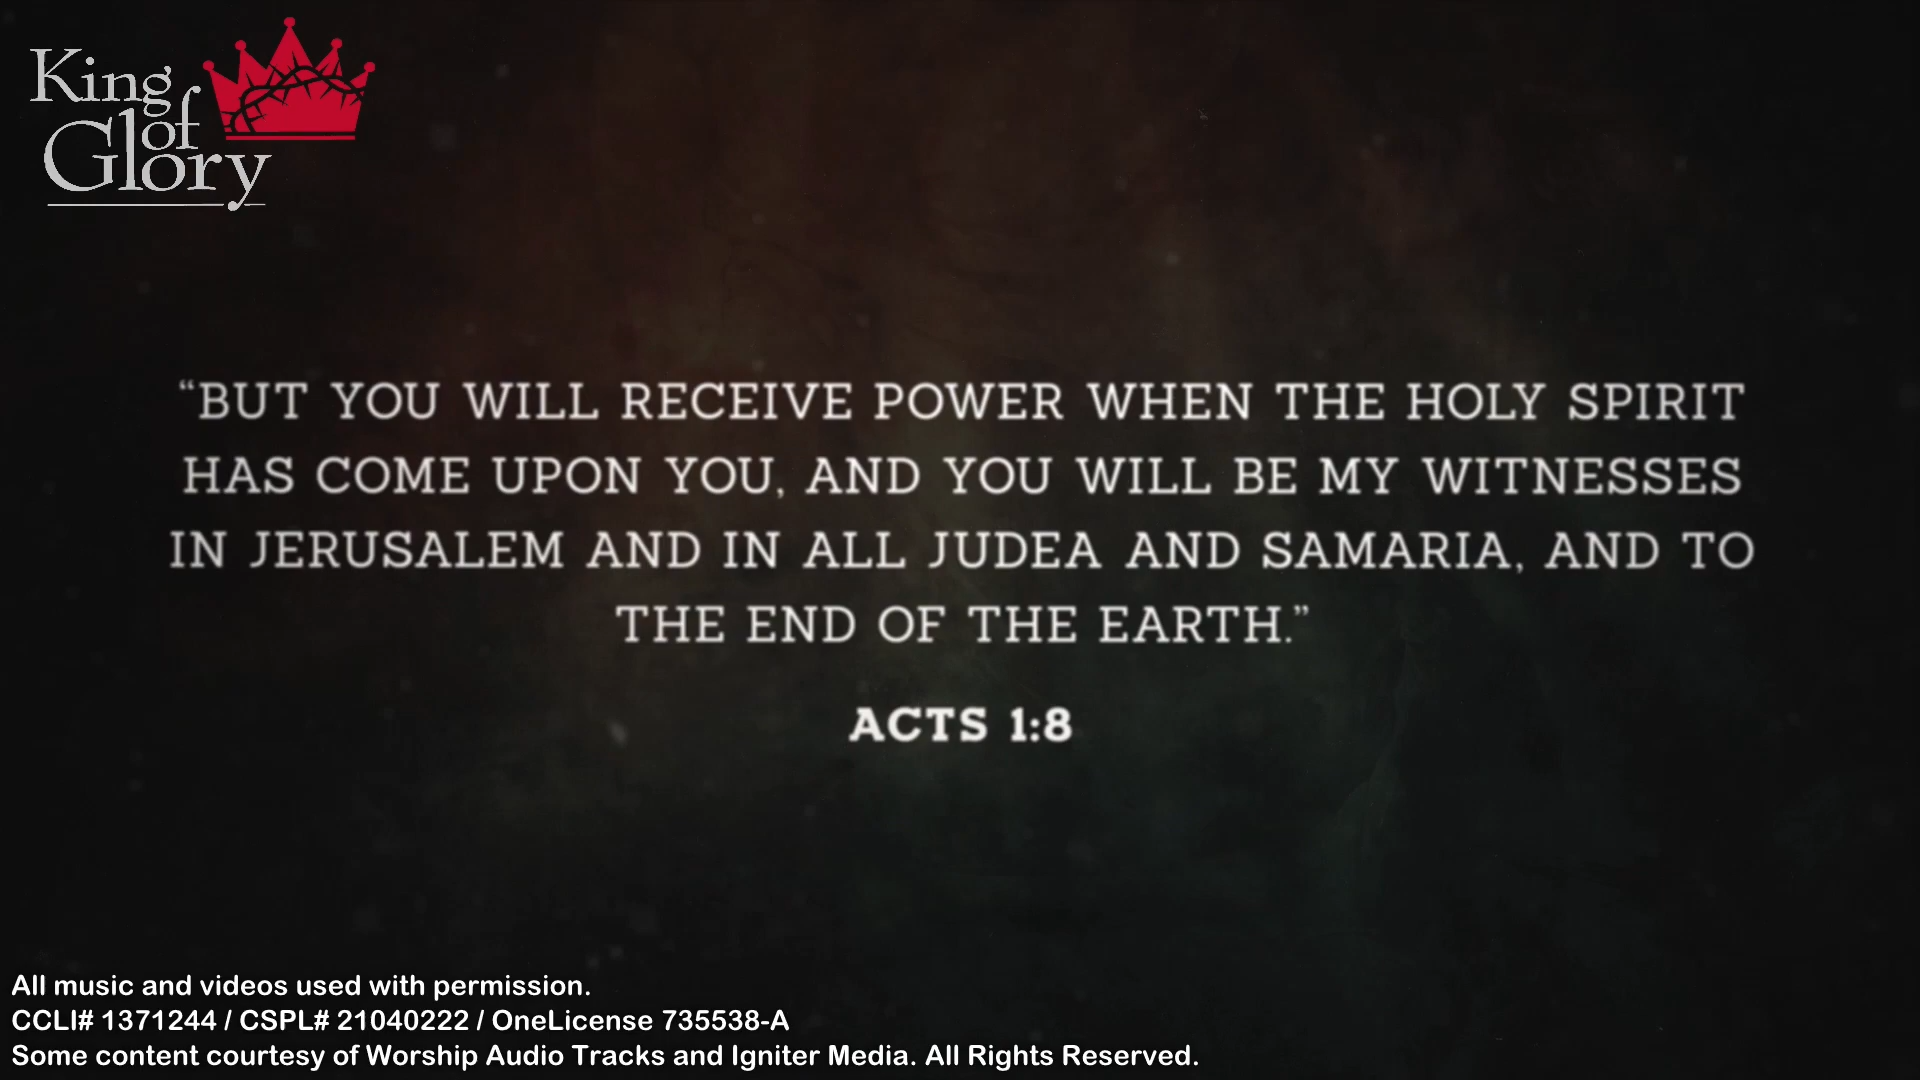 King
of
Glory
“BUT YOU WILL RECEIVE POWER WHEN THE HOLY SPIRIT
HAS COME UPON YOU, AND YOU WILL BE MY WITNESSES
IN JERUSALEM AND IN ALL JUDEA AND SAMARIA, AND TO
THE END OF THE EARTH.”
ACTS 1:8
All music and videos used with permission.
CCLI# 1371244 / CSPL# 21040222 / OneLicense 735538-A
Some content courtesy of Worship Audio Tracks and Igniter Media. All Rights Reserved.